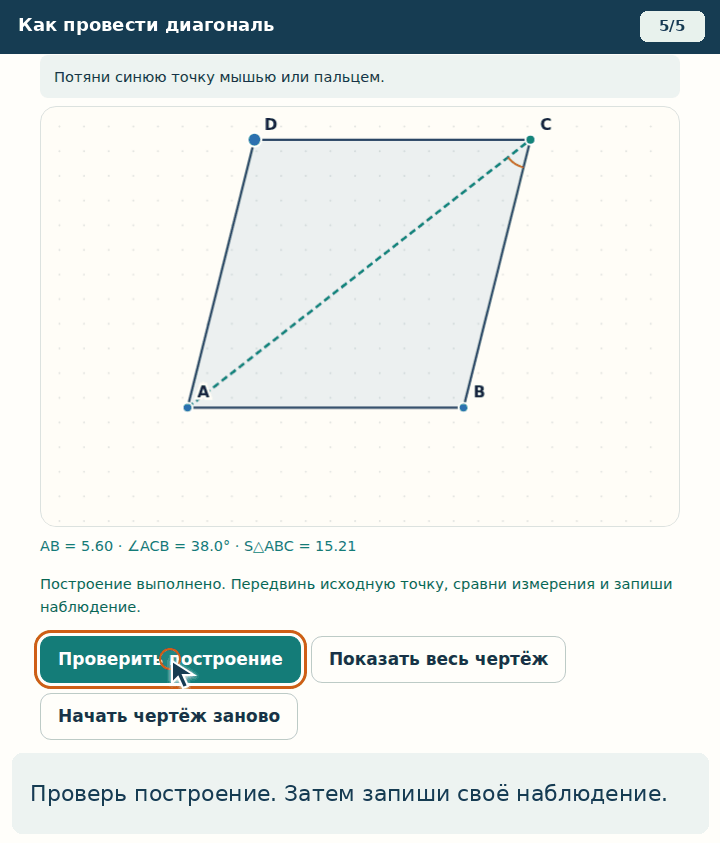 Как провести диагональ
5/5
Потяни синюю точку мышью или пальцем.
D
C
A
B
AB = 5.60 · ∠ACB = 38.0° · S△ABC = 15.21
Построение выполнено. Передвинь исходную точку, сравни измерения и запиши
наблюдение.
Проверить построение
Показать весь чертёж
Начать чертёж заново
Проверь построение. Затем запиши своё наблюдение.